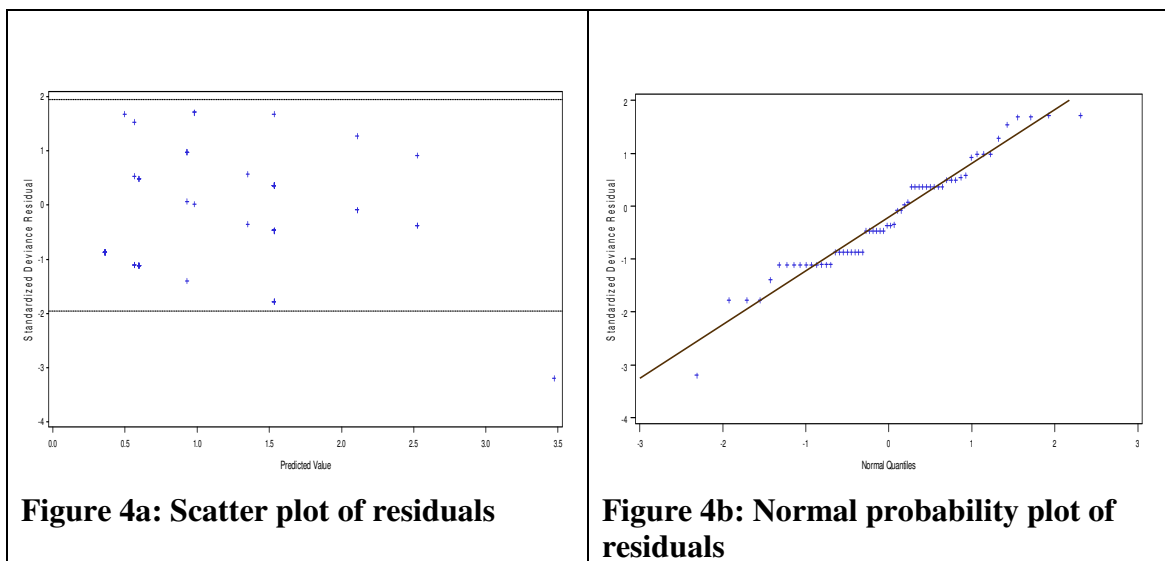 2
1
0
-1
-2
-3
-4
Standardized Deviance Residual
0.0 0.5 1.0 1.5 2.0 2.5 3.0 3.5
Predicted Value
Figure 4a: Scatter plot of residuals
2
1
0
-1
-2
-3
-4
Standardized Deviance Residual
-3 -2 -1 0 1 2 3
Normal Quantiles
Figure 4b: Normal probability plot of
residuals